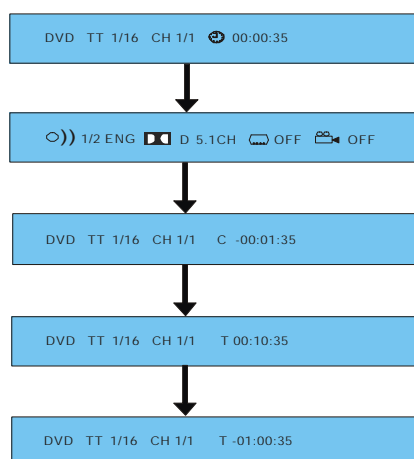 DVD TT 1/16 CH 1/1 00:00:35
1/2 ENG D 5.1CH OFF OFF
DVD TT 1/16 CH 1/1 C -00:01:35
DVD TT 1/16 CH 1/1 T 00:10:35
DVD TT 1/16 CH 1/1 T -01:00:35